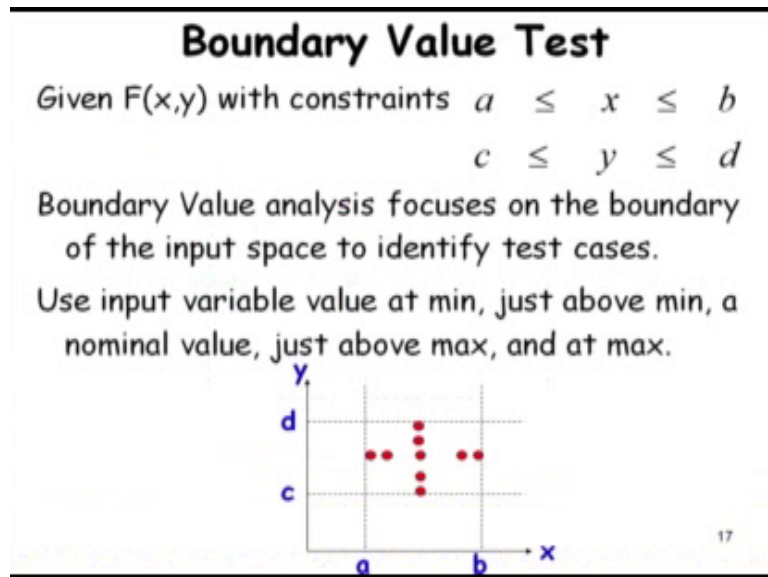 Boundary Value Test
Given F(x,y) with constraints a ≤ x ≤ b
c ≤ y ≤ d
Boundary Value analysis focuses on the boundary
of the input space to identify test cases.
Use input variable value at min, just above min, a
nominal value, just above max, and at max.
y
d
c
a
b
x
17